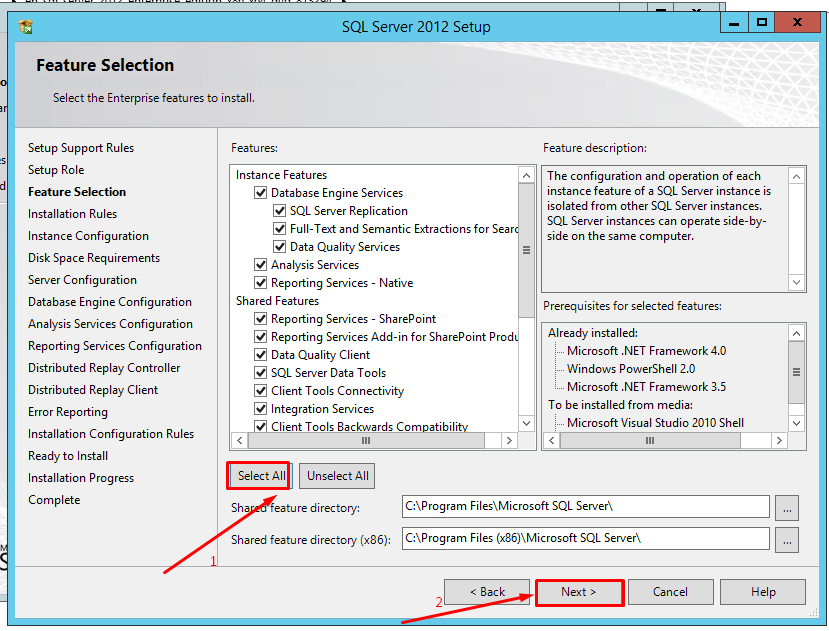 SQL Server 2012 Setup
Feature Selection
Select the Enterprise features to install.
Setup Support Rules
Setup Role
Feature Selection
Installation Rules
Instance Configuration
Disk Space Requirements
Server Configuration
Database Engine Configuration
Analysis Services Configuration
Reporting Services Configuration
Distributed Replay Controller
Distributed Replay Client
Error Reporting
Installation Configuration Rules
Ready to Install
Installation Progress
Complete
Features:
Instance Features
Database Engine Services
SQL Server Replication
Full-Text and Semantic Extractions for Searc
Data Quality Services
Analysis Services
Reporting Services - Native
Shared Features
Reporting Services - SharePoint
Reporting Services Add-in for SharePoint Produ
Data Quality Client
SQL Server Data Tools
Client Tools Connectivity
Integration Services
Client Tools Backwards Compatibility
Feature description:
The configuration and operation of each
instance feature of a SQL Server instance is
isolated from other SQL Server instances.
SQL Server instances can operate side-by-
side on the same computer.
Prerequisites for selected features:
Already installed:
Microsoft .NET Framework 4.0
Windows PowerShell 2.0
Microsoft .NET Framework 3.5
To be installed from media:
Microsoft Visual Studio 2010 Shell
Select All
Unselect All
Shared feature directory:
C:\Program Files\Microsoft SQL Server\
...
Shared feature directory (x86):
C:\Program Files (x86)\Microsoft SQL Server\
...
1
2
< Back
Next >
Cancel
Help